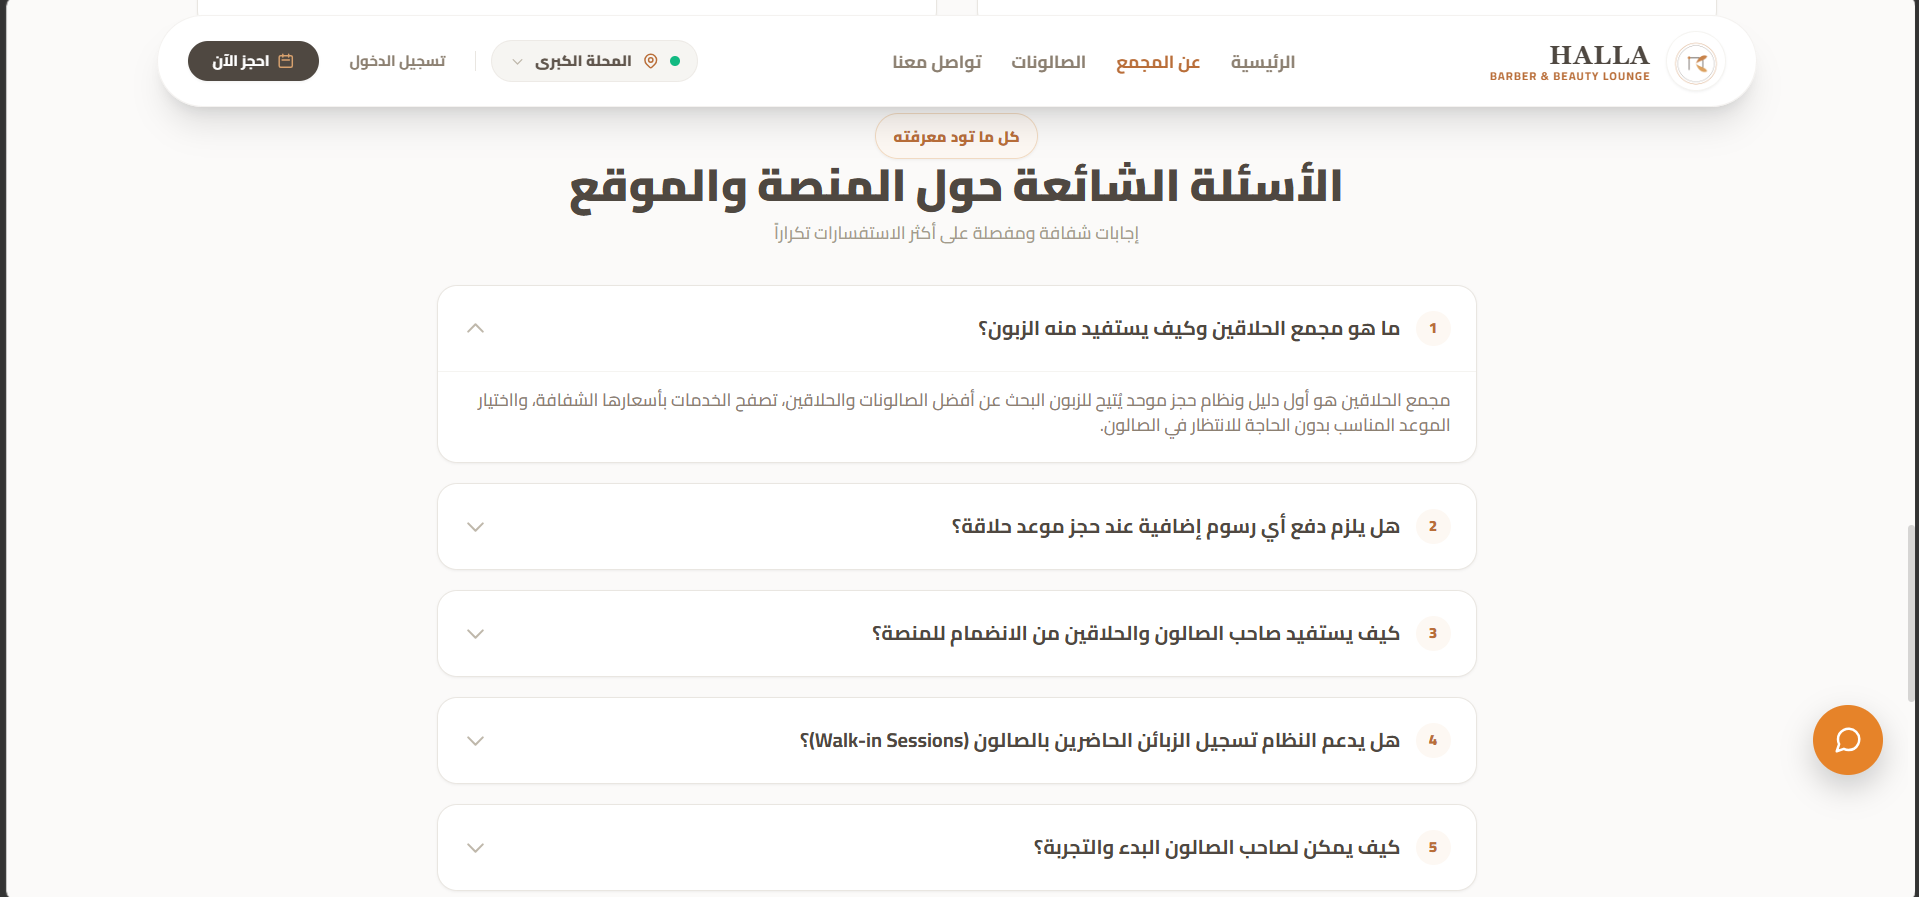 HALLA
BARBER & BEAUTY LOUNGE
الرئيسية
عن المجمع
الصالونات
تواصل معنا
المحلة الكبرى
تسجيل الدخول
احجز الآن
كل ما تود معرفته
الأسئلة الشائعة حول المنصة والموقع
إجابات شفافة ومفصلة على أكثر الاستفسارات تكراراً
1
ما هو مجمع الحلاقين وكيف يستفيد منه الزبون؟
مجمع الحلاقين هو أول دليل ونظام حجز موحد يُتيح للزبون البحث عن أفضل الصالونات والحلاقين، تصفح الخدمات بأسعارها الشفافة، وااختيار
الموعد المناسب بدون الحاجة للانتظار في الصالون.
2
هل يلزم دفع أي رسوم إضافية عند حجز موعد حلاقة؟
3
كيف يستفيد صاحب الصالون والحلاقين من الانضمام للمنصة؟
4
هل يدعم النظام تسجيل الزبائن الحاضرين بالصالون (Walk-in Sessions)؟
5
كيف يمكن لصاحب الصالون البدء والتجربة؟